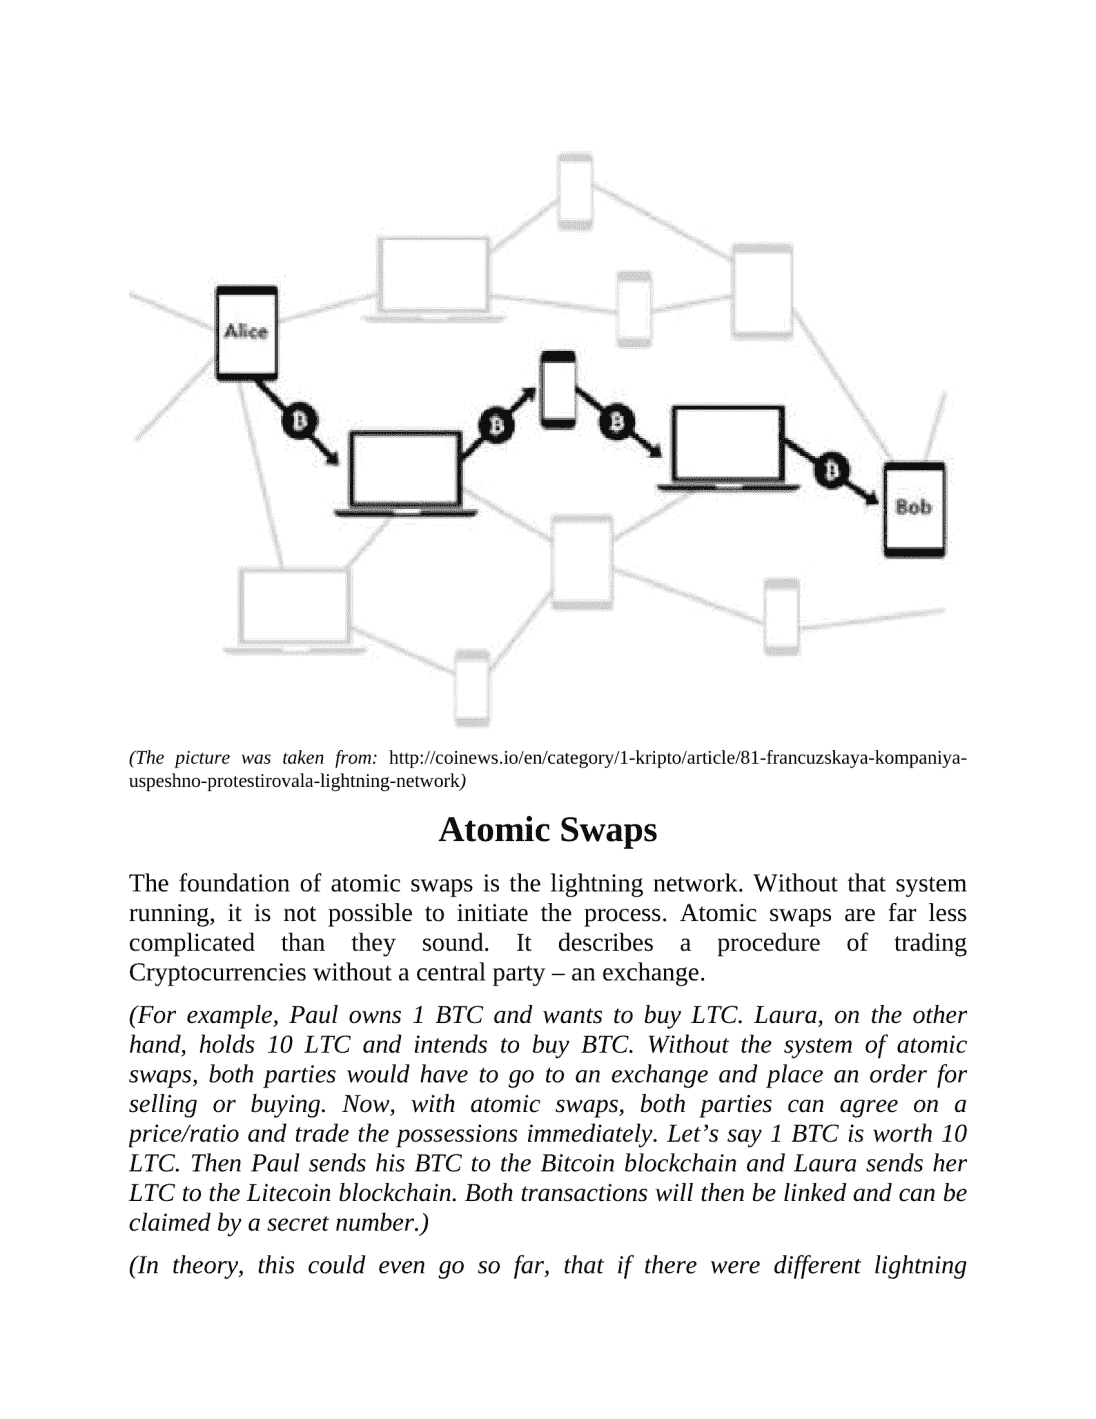 Alice
Bob
(The picture was taken from: http://coinews.io/en/category/1-kripto/article/81-francuzskaya-kompaniya-
uspeshno-protestirovala-lightning-network)
Atomic Swaps
The foundation of atomic swaps is the lightning network. Without that system
running, it is not possible to initiate the process. Atomic swaps are far less
complicated than they sound. It describes a procedure of trading
Cryptocurrencies without a central party – an exchange.
(For example, Paul owns 1 BTC and wants to buy LTC. Laura, on the other
hand, holds 10 LTC and intends to buy BTC. Without the system of atomic
swaps, both parties would have to go to an exchange and place an order for
selling or buying. Now, with atomic swaps, both parties can agree on a
price/ratio and trade the possessions immediately. Let’s say 1 BTC is worth 10
LTC. Then Paul sends his BTC to the Bitcoin blockchain and Laura sends her
LTC to the Litecoin blockchain. Both transactions will then be linked and can be
claimed by a secret number.)
(In theory, this could even go so far, that if there were different lightning